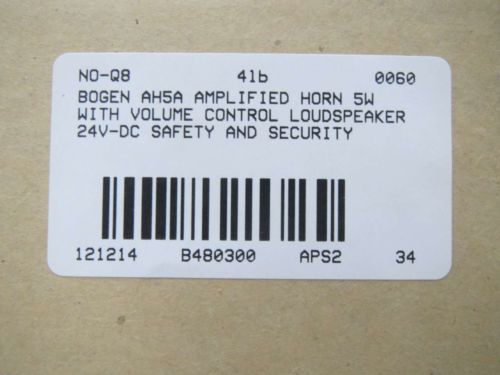 NO-Q8 4lb 0060
BOGEN AH5A AMPLIFIED HORN 5W
WITH VOLUME CONTROL LOUDSPEAKER
24V-DC SAFETY AND SECURITY
121214 B480300 APS2 34